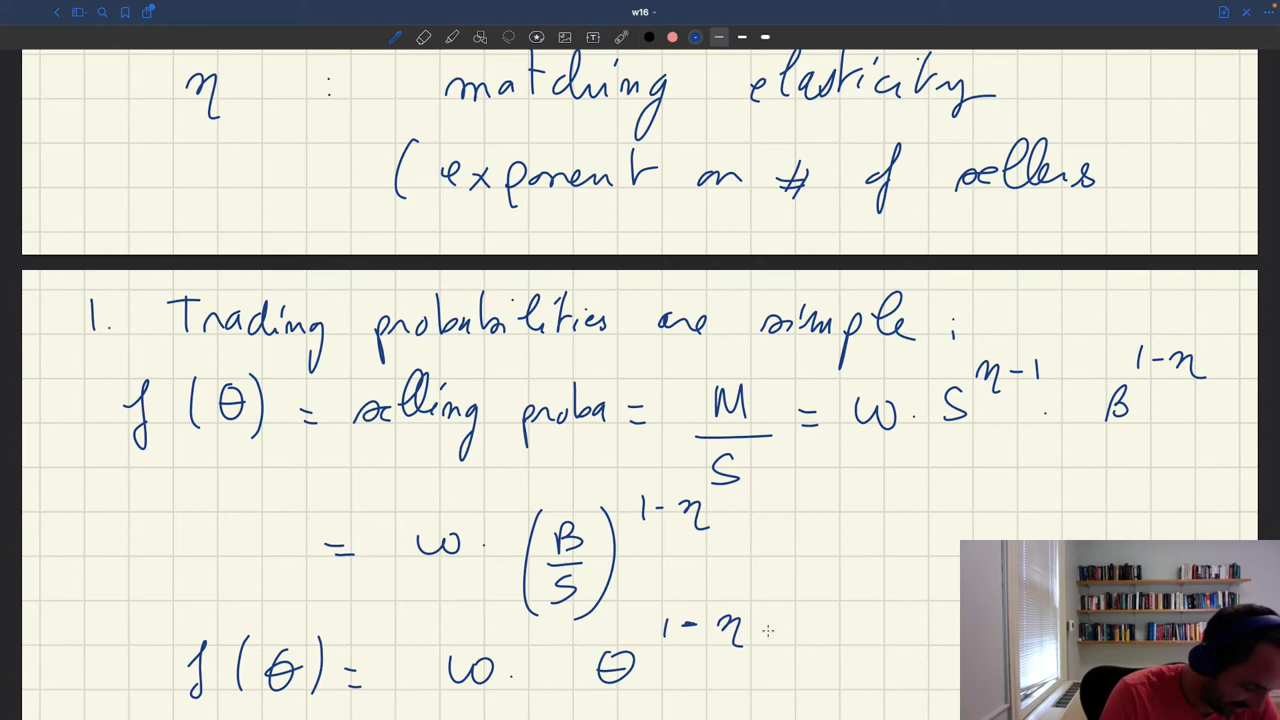 w16
η : matching elasticity
( exponent on # of sellers
1. Trading probabilities are simple :
f (θ) = selling proba = M/S = ω · S^{η-1} · B^{1-η}
= ω · (B/S)^{1-η}
f (θ) = ω · θ^{1-η}